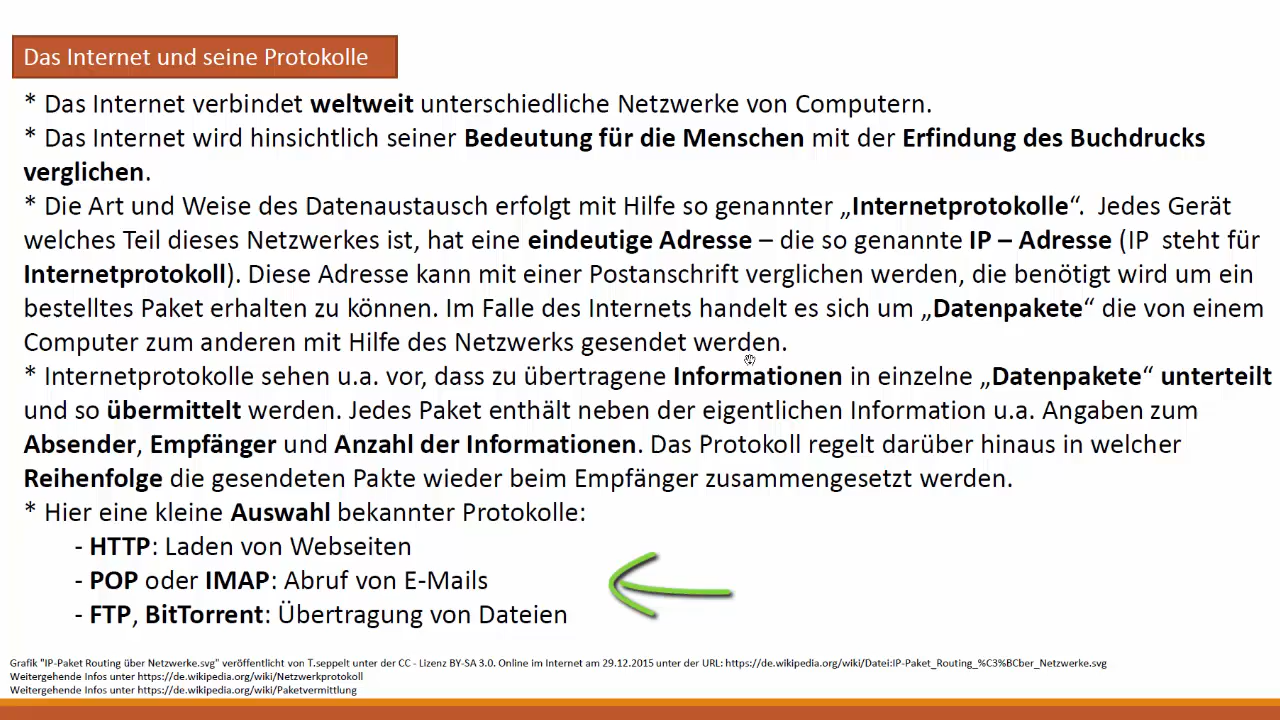 Das Internet und seine Protokolle
* Das Internet verbindet weltweit unterschiedliche Netzwerke von Computern.
* Das Internet wird hinsichtlich seiner Bedeutung für die Menschen mit der Erfindung des Buchdrucks
verglichen.
* Die Art und Weise des Datenaustausch erfolgt mit Hilfe so genannter „Internetprotokolle“.  Jedes Gerät
welches Teil dieses Netzwerkes ist, hat eine eindeutige Adresse – die so genannte IP – Adresse (IP  steht für
Internetprotokoll). Diese Adresse kann mit einer Postanschrift verglichen werden, die benötigt wird um ein
bestelltes Paket erhalten zu können. Im Falle des Internets handelt es sich um „Datenpakete“ die von einem
Computer zum anderen mit Hilfe des Netzwerks gesendet werden.
* Internetprotokolle sehen u.a. vor, dass zu übertragene Informationen in einzelne „Datenpakete“ unterteilt
und so übermittelt werden. Jedes Paket enthält neben der eigentlichen Information u.a. Angaben zum
Absender, Empfänger und Anzahl der Informationen. Das Protokoll regelt darüber hinaus in welcher
Reihenfolge die gesendeten Pakte wieder beim Empfänger zusammengesetzt werden.
* Hier eine kleine Auswahl bekannter Protokolle:
- HTTP: Laden von Webseiten
- POP oder IMAP: Abruf von E-Mails
- FTP, BitTorrent: Übertragung von Dateien
Grafik "IP-Paket Routing über Netzwerke.svg" veröffentlicht von T.seppelt unter der CC - Lizenz BY-SA 3.0. Online im Internet am 29.12.2015 unter der URL: https://de.wikipedia.org/wiki/Datei:IP-Paket_Routing_%C3%BCber_Netzwerke.svg
Weitergehende Infos unter https://de.wikipedia.org/wiki/Netzwerkprotokoll
Weitergehende Infos unter https://de.wikipedia.org/wiki/Paketvermittlung